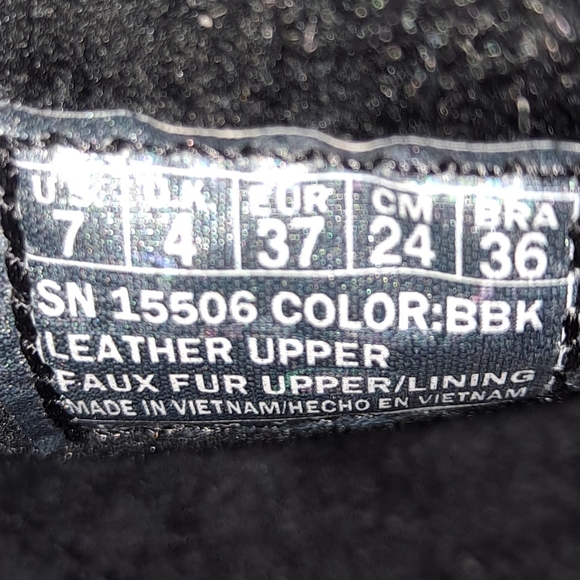 US UK EUR CM BRA
7 4 37 24 36
SN 15506 COLOR:BBK
LEATHER UPPER
FAUX FUR UPPER/LINING
MADE IN VIETNAM/HECHO EN VIETNAM